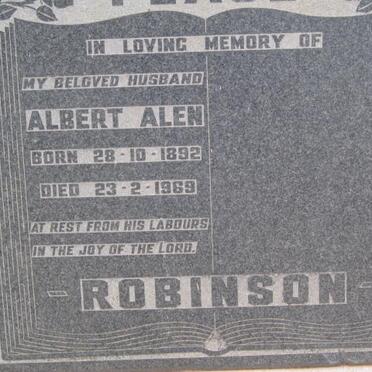 IN LOVING MEMORY OF
MY BELOVED HUSBAND
ALBERT ALEN
BORN 28-10-1892
DIED 23-2-1969
AT REST FROM HIS LABOURS
IN THE JOY OF THE LORD.
- ROBINSON -